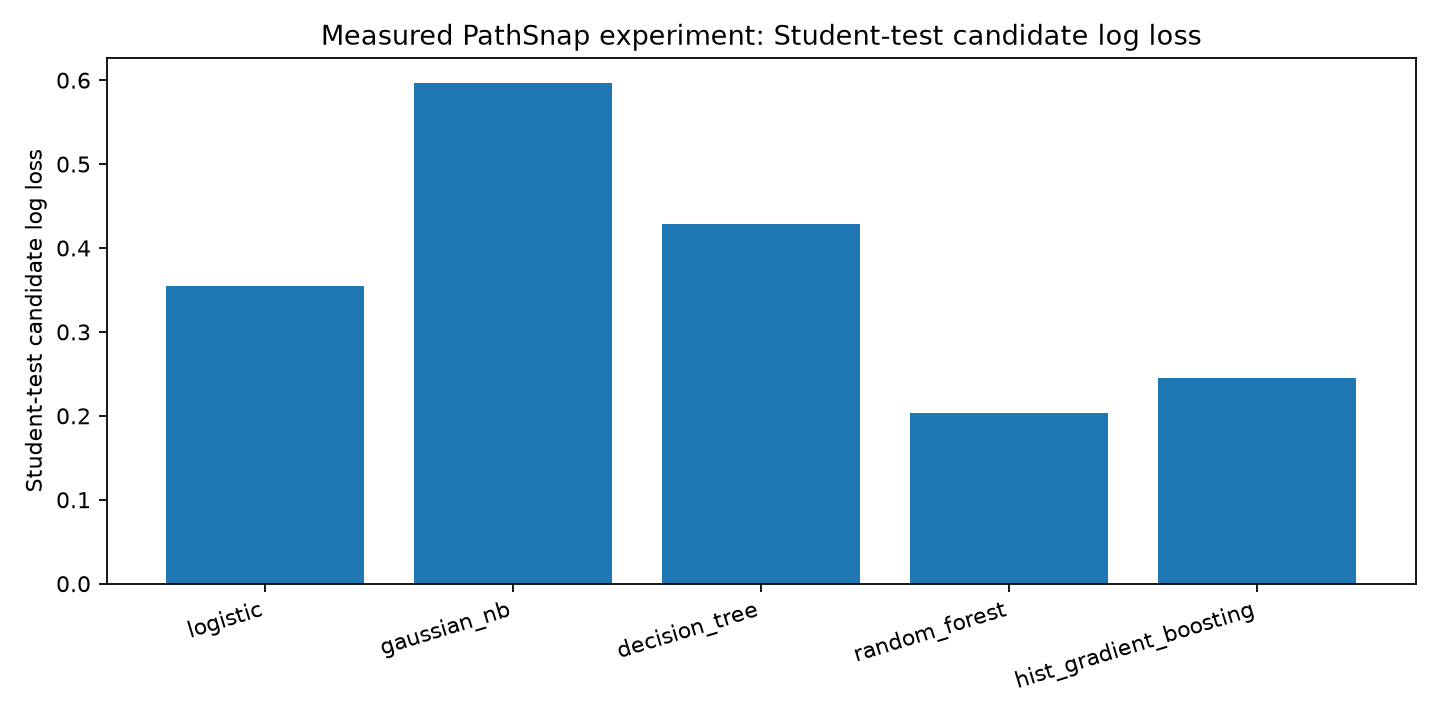 Measured PathSnap experiment: Student-test candidate log loss
Student-test candidate log loss
0.6
0.5
0.4
0.3
0.2
0.1
0.0
logistic
gaussian_nb
decision_tree
random_forest
hist_gradient_boosting